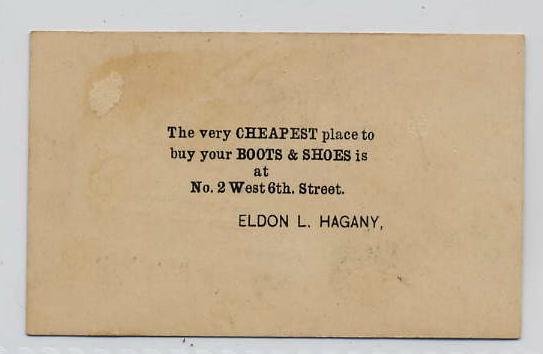 The very CHEAPEST place to
buy your BOOTS & SHOES is
at
No. 2 West 6th. Street.
ELDON L. HAGANY,